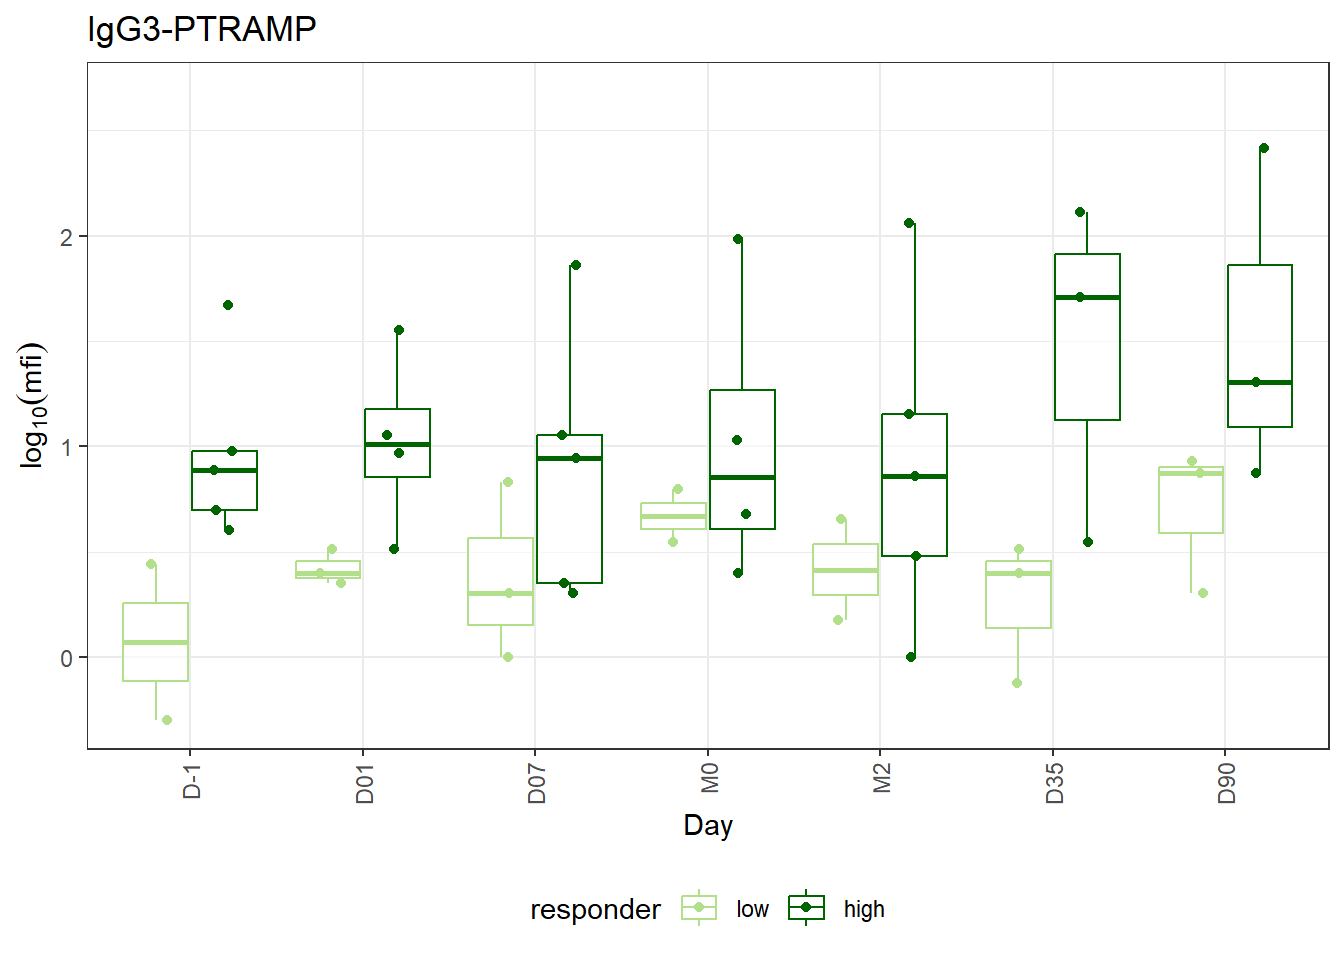 IgG3-PTRAMP
log10(mfi)
2
1
0
D-1 D01 D07 M0 M2 D35 D90
Day
responder low high